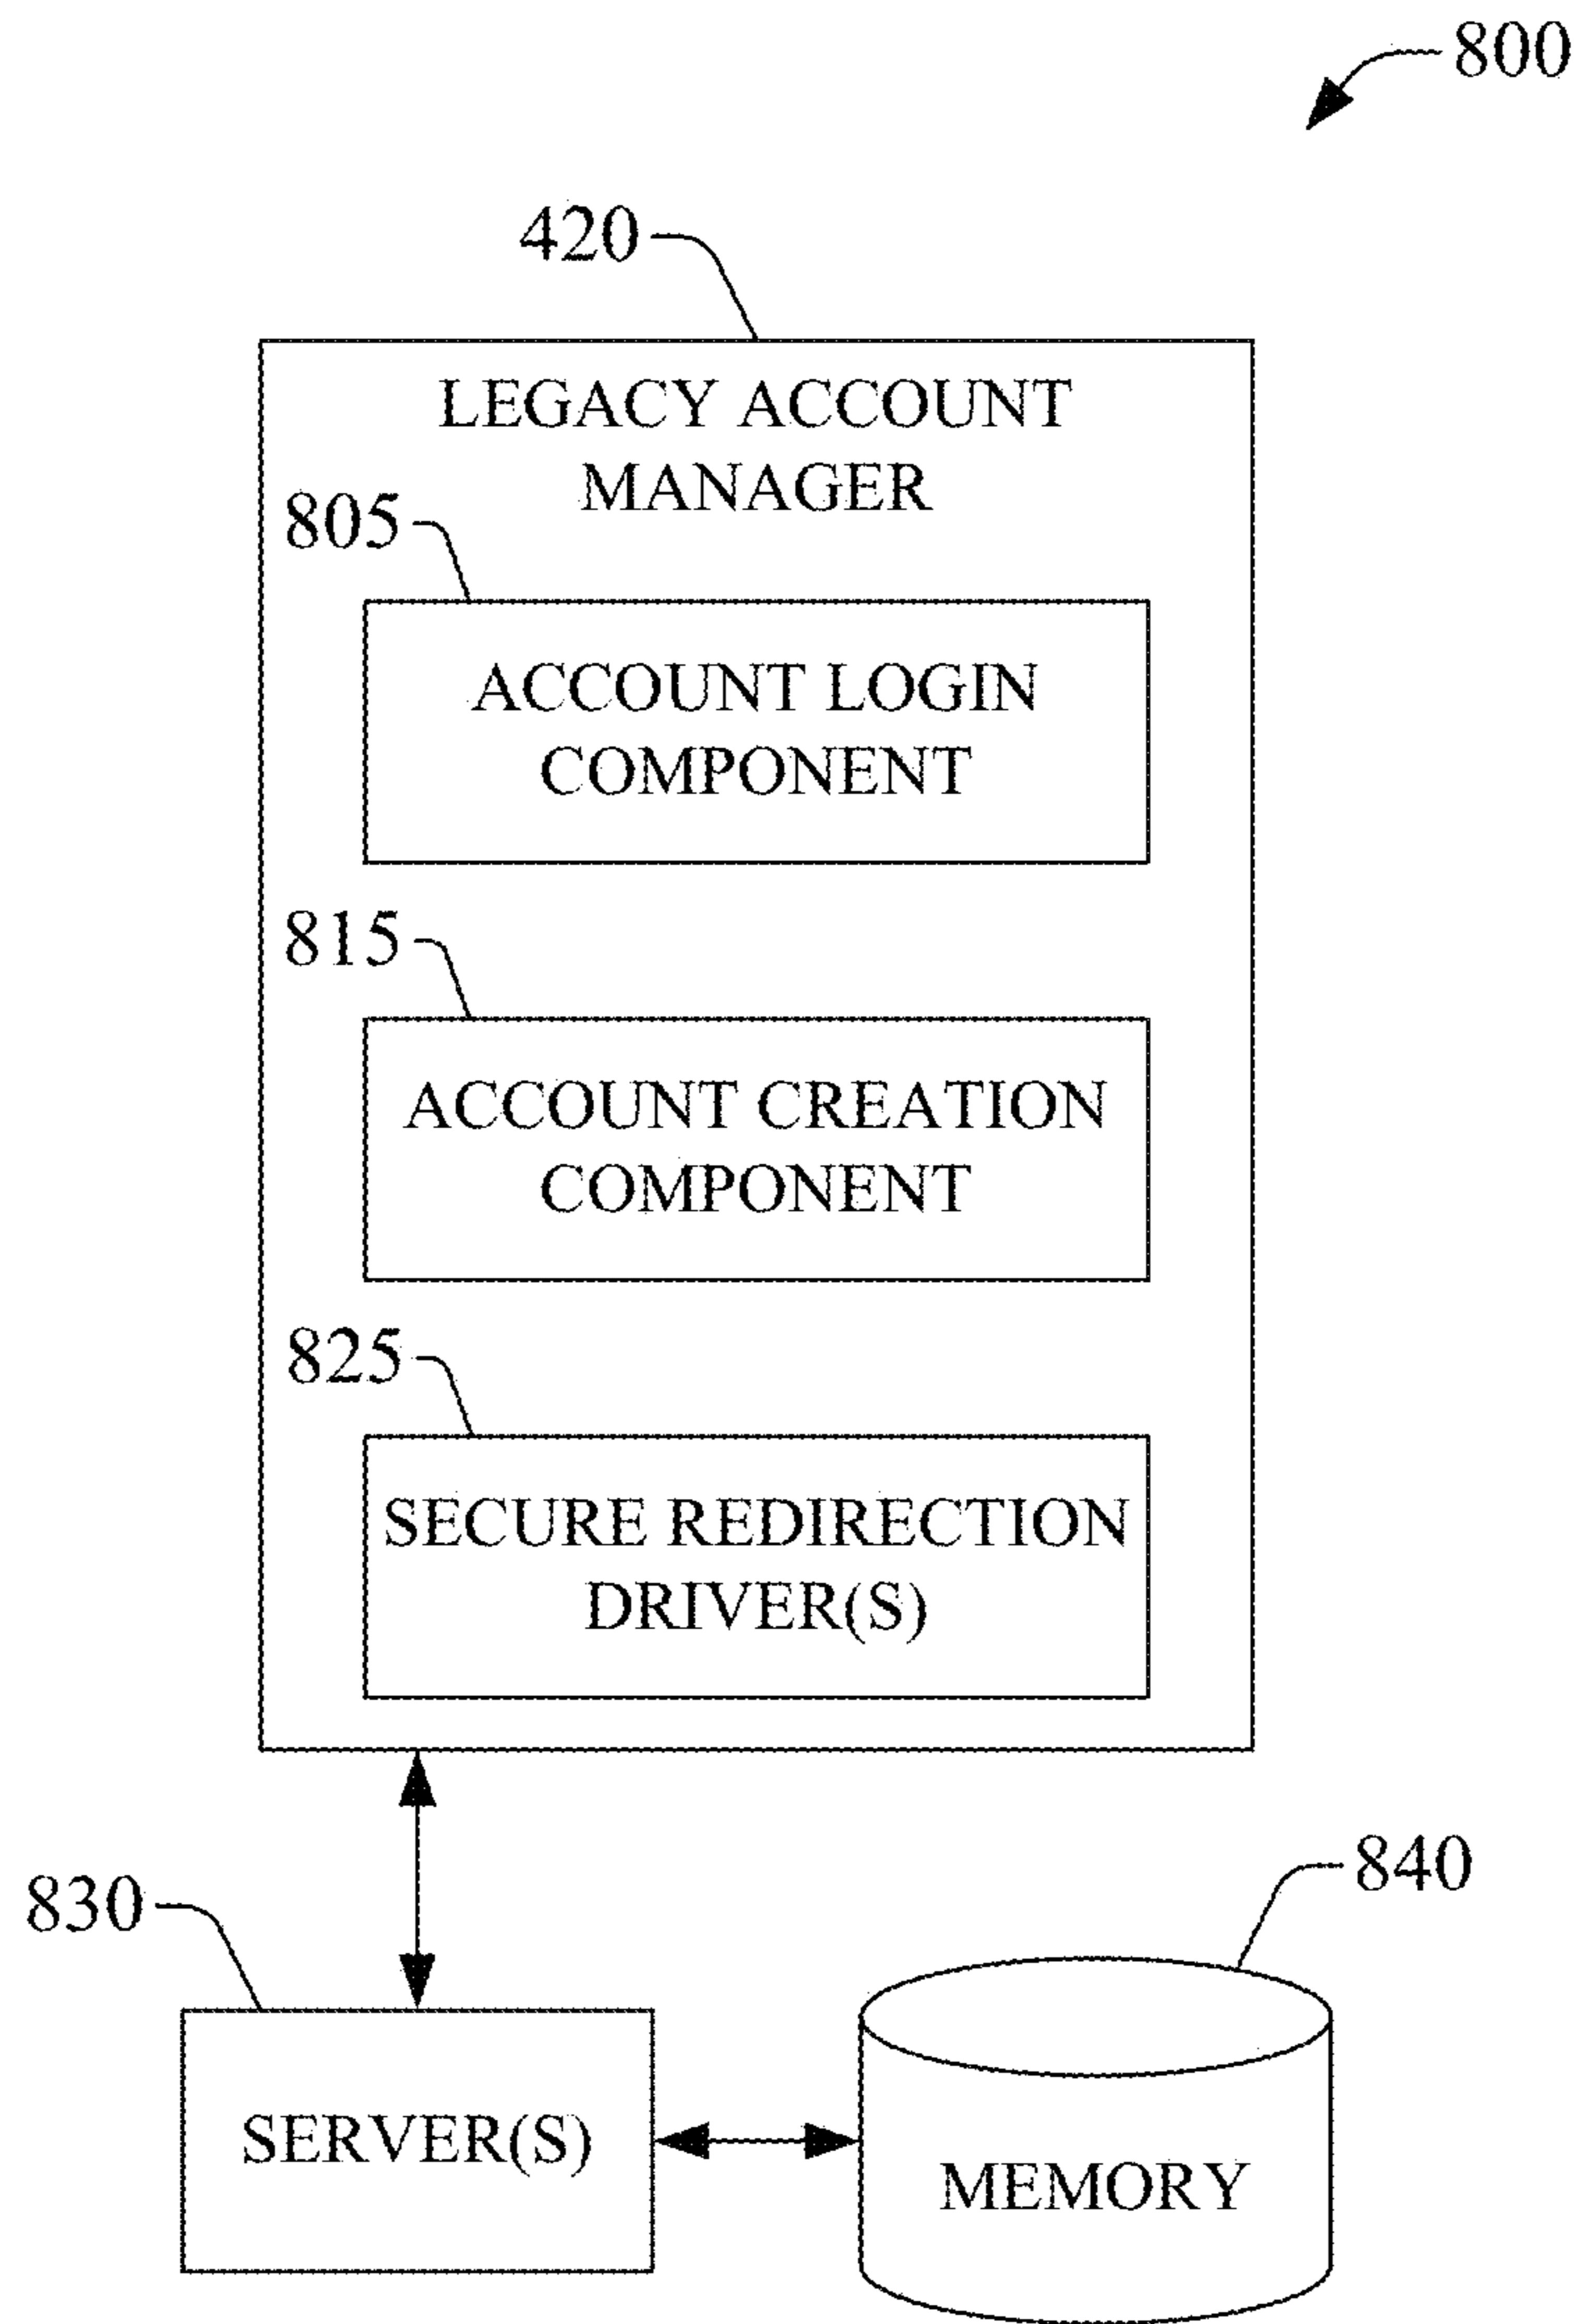 800
420
LEGACY ACCOUNT
MANAGER
805
ACCOUNT LOGIN
COMPONENT
815
ACCOUNT CREATION
COMPONENT
825
SECURE REDIRECTION
DRIVER(S)
830
840
SERVER(S)
MEMORY